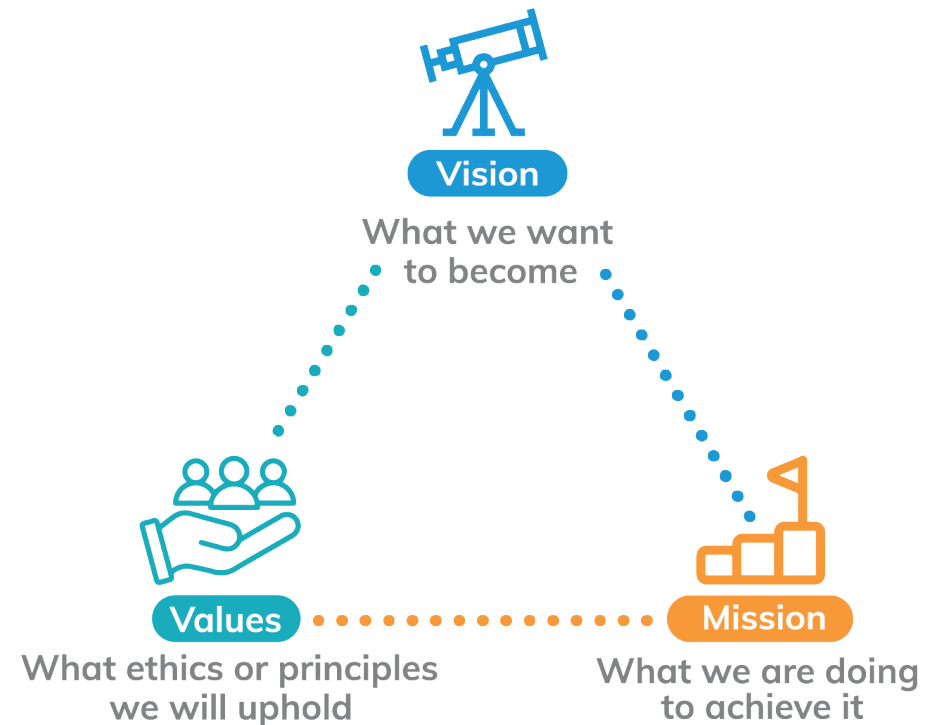 Vision
What we want
to become
Values
What ethics or principles
we will uphold
Mission
What we are doing
to achieve it